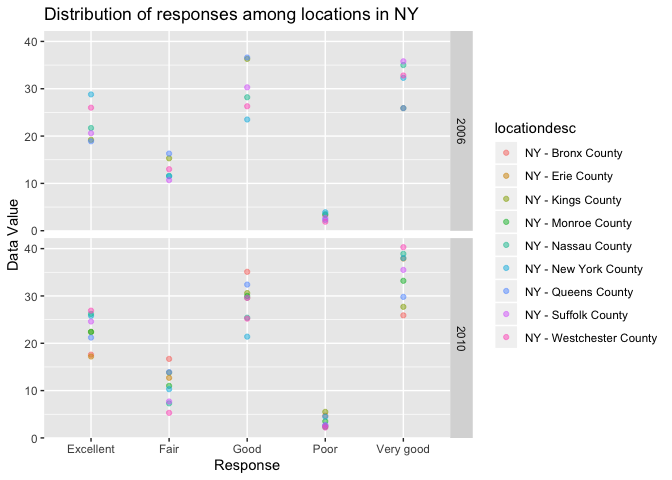 Distribution of responses among locations in NY
Data Value
40
30
20
10
0
2006
40
30
20
10
0
2010
Excellent Fair Good Poor Very good
Response
locationdesc
NY - Bronx County
NY - Erie County
NY - Kings County
NY - Monroe County
NY - Nassau County
NY - New York County
NY - Queens County
NY - Suffolk County
NY - Westchester County